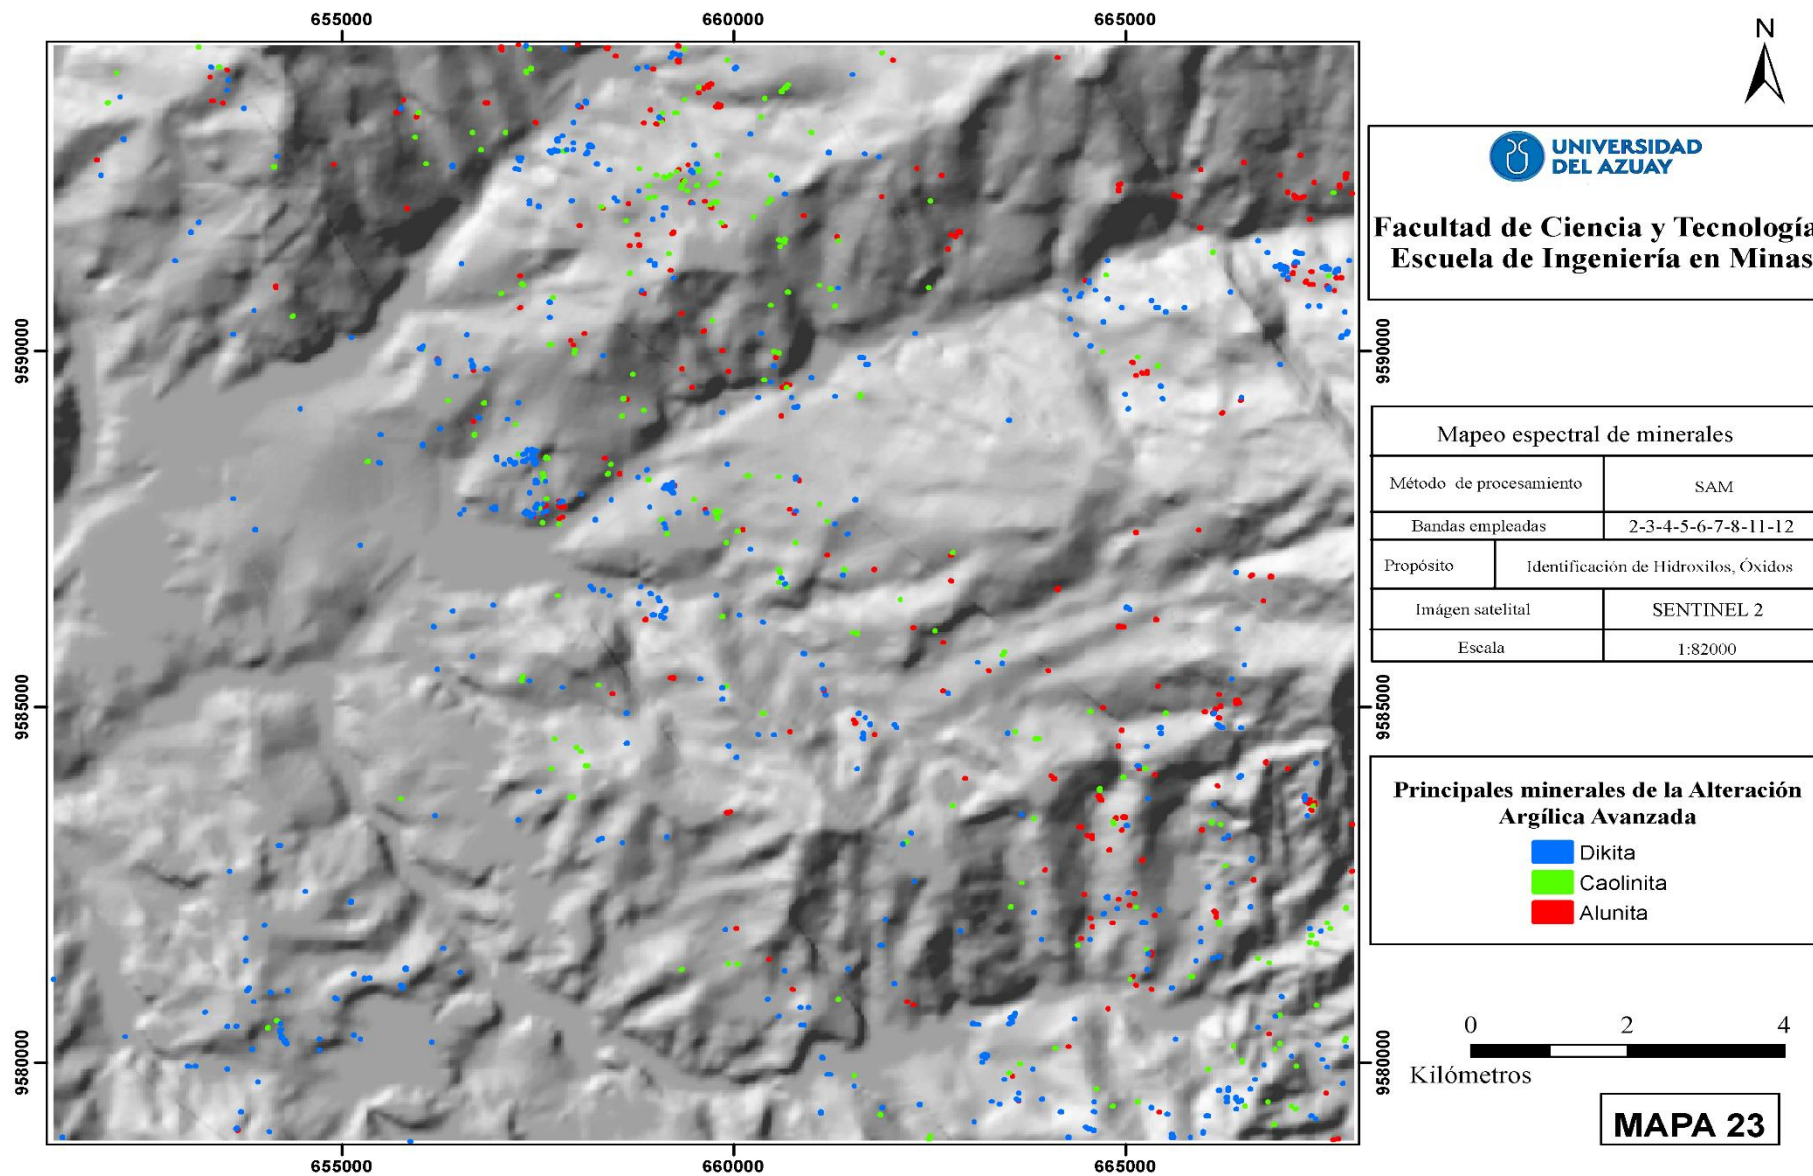 655000
660000
665000
N
9590000
9585000
9580000
9590000
9585000
9580000
655000
660000
665000
UNIVERSIDAD
DEL AZUAY
Facultad de Ciencia y Tecnología
Escuela de Ingeniería en Minas
Mapeo espectral de minerales
Método de procesamiento SAM
Bandas empleadas 2-3-4-5-6-7-8-11-12
Propósito Identificación de Hidroxilos, Óxidos
Imágen satelital SENTINEL 2
Escala 1:82000
Principales minerales de la Alteración
Argílica Avanzada
Dikita
Caolinita
Alunita
0 2 4
Kilómetros
MAPA 23